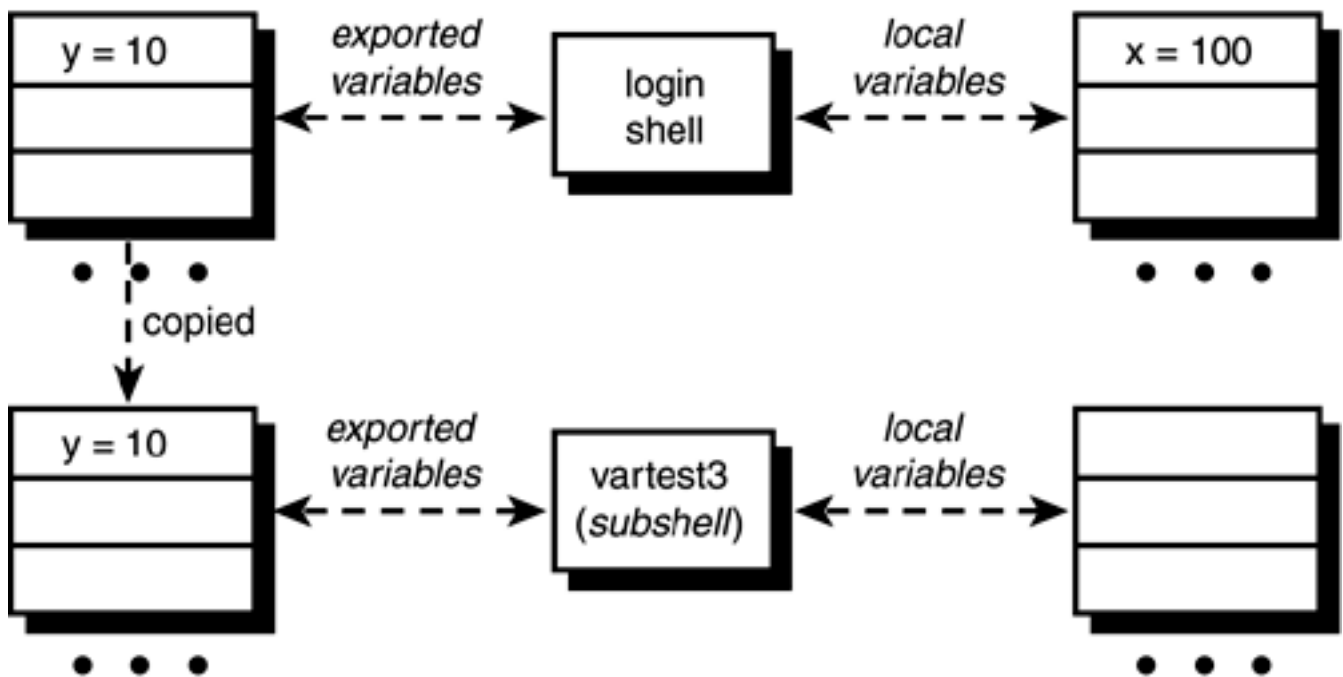 y = 10
exported
variables
login
shell
local
variables
x = 100
copied
y = 10
exported
variables
vartest3
(subshell)
local
variables